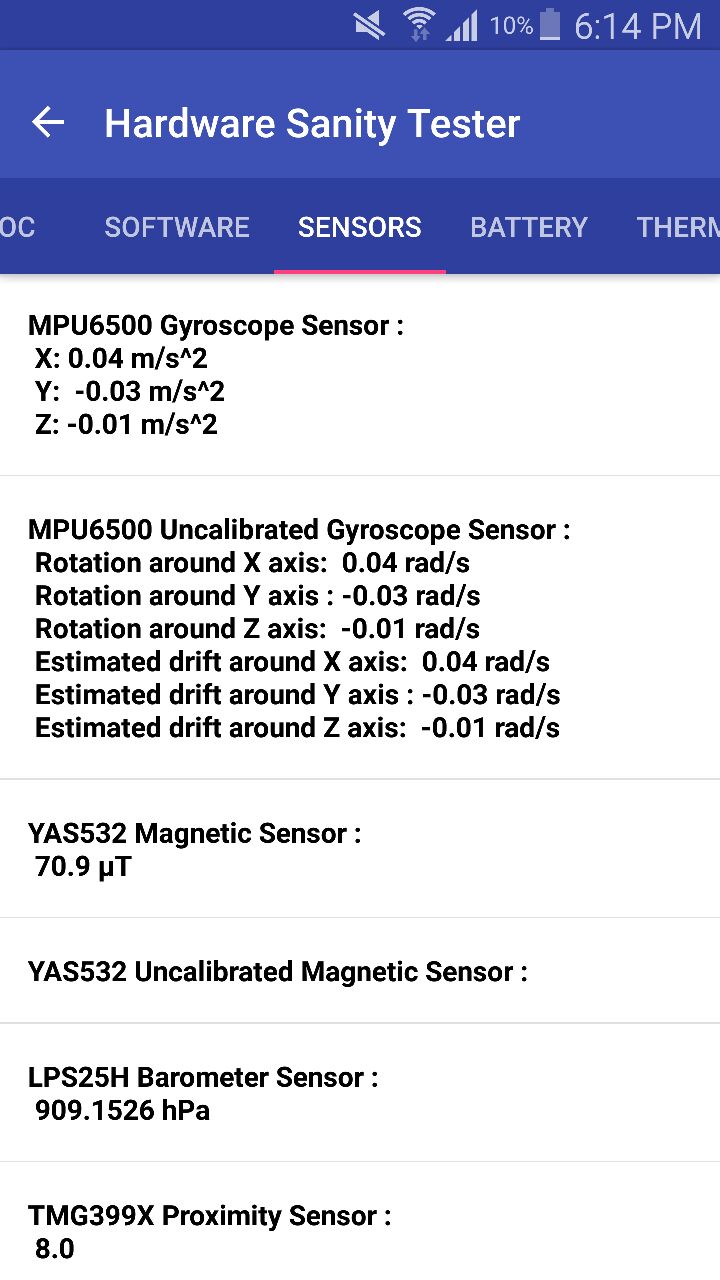 10% 6:14 PM
Hardware Sanity Tester
OC SOFTWARE SENSORS BATTERY THERM
MPU6500 Gyroscope Sensor :
X: 0.04 m/s^2
Y:  -0.03 m/s^2
Z: -0.01 m/s^2
MPU6500 Uncalibrated Gyroscope Sensor :
Rotation around X axis:  0.04 rad/s
Rotation around Y axis : -0.03 rad/s
Rotation around Z axis:  -0.01 rad/s
Estimated drift around X axis:  0.04 rad/s
Estimated drift around Y axis : -0.03 rad/s
Estimated drift around Z axis:  -0.01 rad/s
YAS532 Magnetic Sensor :
70.9 μT
YAS532 Uncalibrated Magnetic Sensor :
LPS25H Barometer Sensor :
909.1526 hPa
TMG399X Proximity Sensor :
8.0